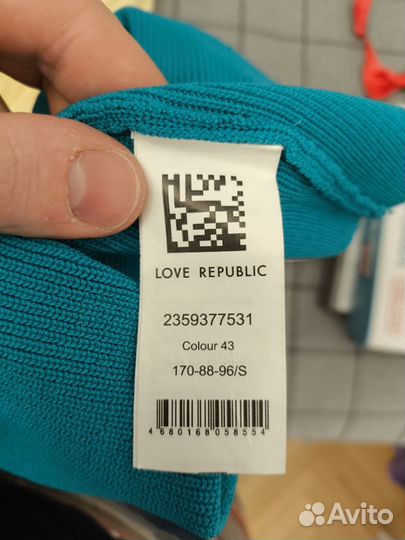 LOVE REPUBLIC
2359377531
Colour 43
170-88-96/S
4680168058554
Avito